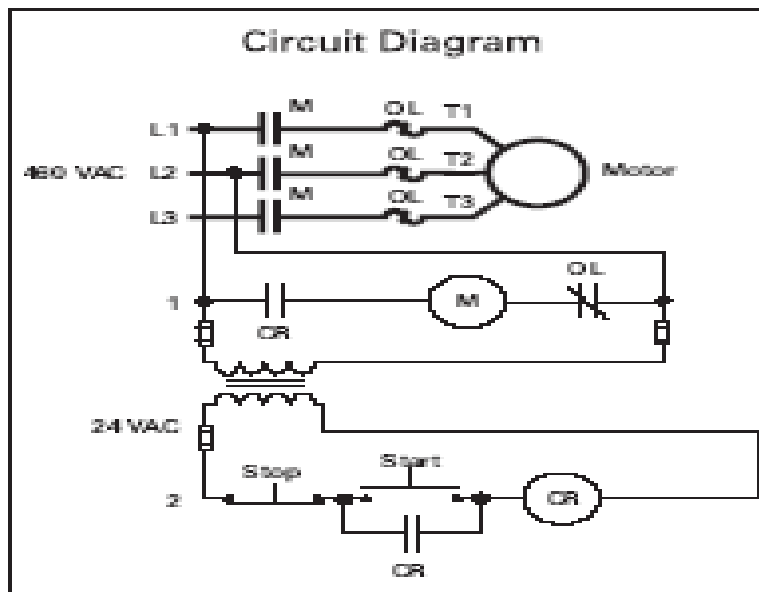 Circuit Diagram
M OL T1
L1
M OL T2
460 VAC L2 Motor
M OL T3
L3
OL
1 M
CR
24 VAC
Stop Start
2 CR
CR